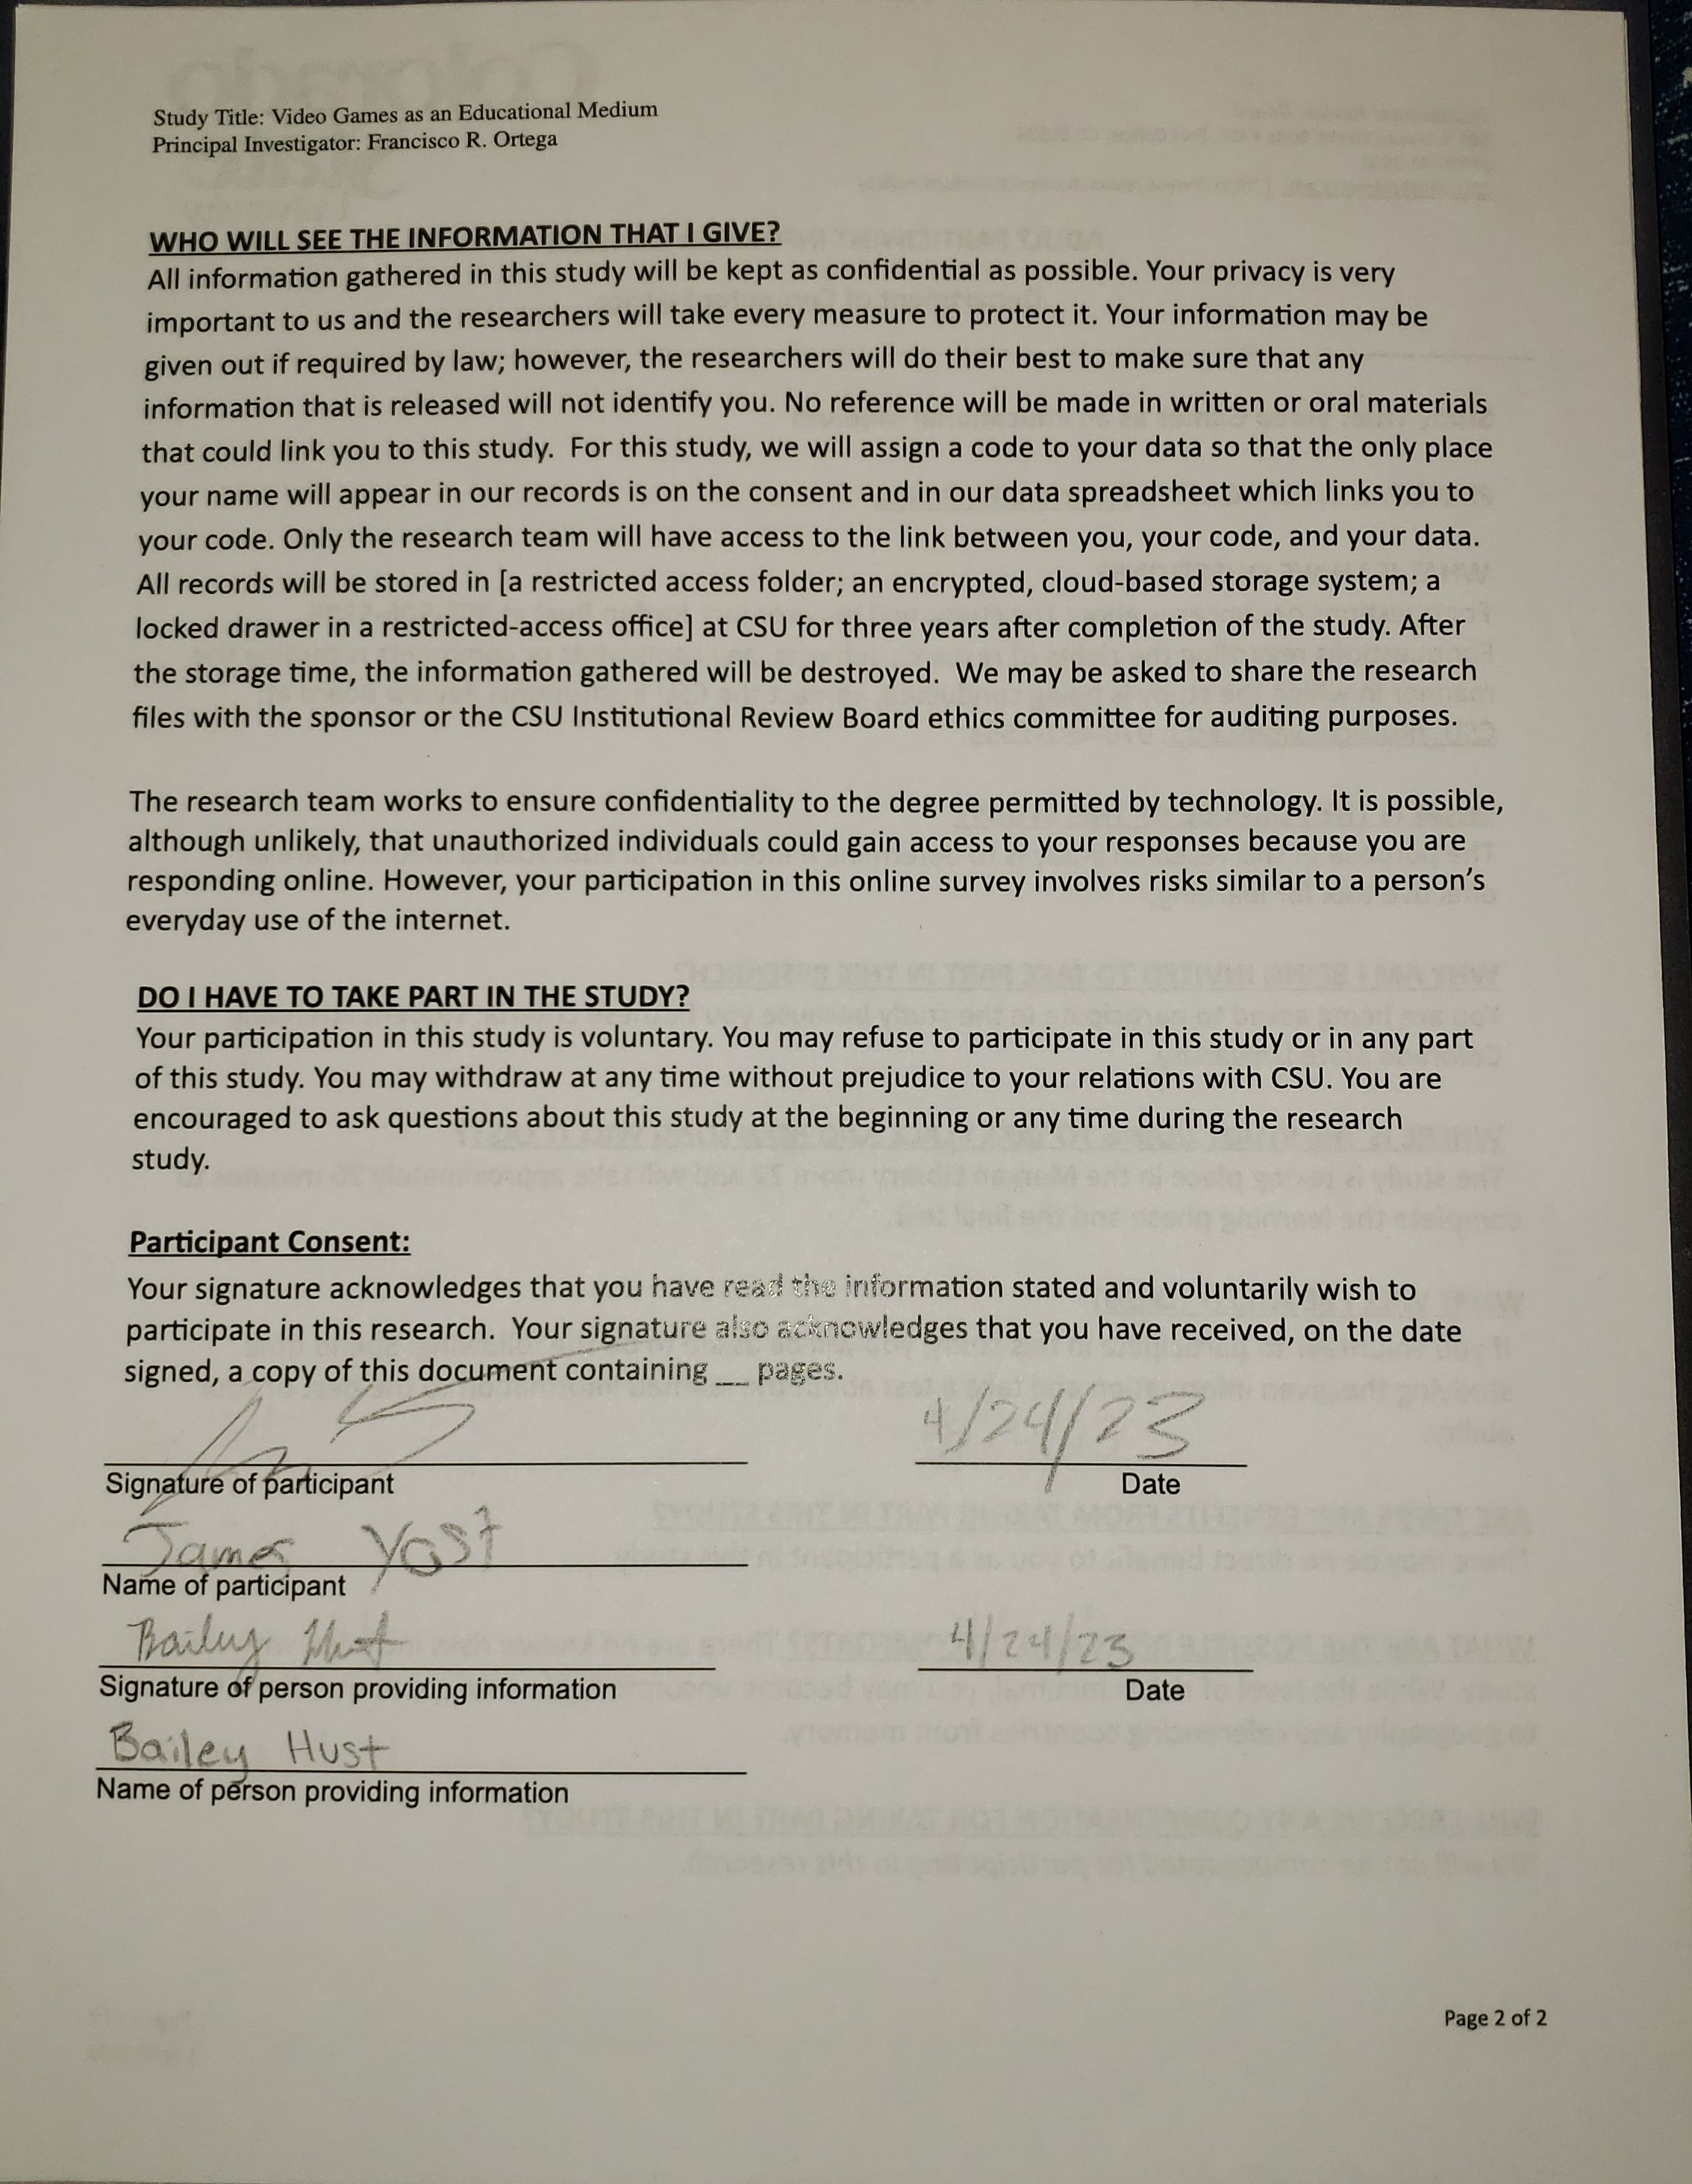 Study Title: Video Games as an Educational Medium
Principal Investigator: Francisco R. Ortega
WHO WILL SEE THE INFORMATION THAT I GIVE?
All information gathered in this study will be kept as confidential as possible. Your privacy is very
important to us and the researchers will take every measure to protect it. Your information may be
given out if required by law; however, the researchers will do their best to make sure that any
information that is released will not identify you. No reference will be made in written or oral materials
that could link you to this study.  For this study, we will assign a code to your data so that the only place
your name will appear in our records is on the consent and in our data spreadsheet which links you to
your code. Only the research team will have access to the link between you, your code, and your data.
All records will be stored in [a restricted access folder; an encrypted, cloud-based storage system; a
locked drawer in a restricted-access office] at CSU for three years after completion of the study. After
the storage time, the information gathered will be destroyed.  We may be asked to share the research
files with the sponsor or the CSU Institutional Review Board ethics committee for auditing purposes.
The research team works to ensure confidentiality to the degree permitted by technology. It is possible,
although unlikely, that unauthorized individuals could gain access to your responses because you are
responding online. However, your participation in this online survey involves risks similar to a person's
everyday use of the internet.
DO I HAVE TO TAKE PART IN THE STUDY?
Your participation in this study is voluntary. You may refuse to participate in this study or in any part
of this study. You may withdraw at any time without prejudice to your relations with CSU. You are
encouraged to ask questions about this study at the beginning or any time during the research
study.
Participant Consent:
Your signature acknowledges that you have read the information stated and voluntarily wish to
participate in this research.  Your signature also acknowledges that you have received, on the date
signed, a copy of this document containing __ pages.
4/24/23
Signature of participant Date
James Yost
Name of participant
Bailey Hust 4/24/23
Signature of person providing information Date
Bailey Hust
Name of person providing information
Page 2 of 2